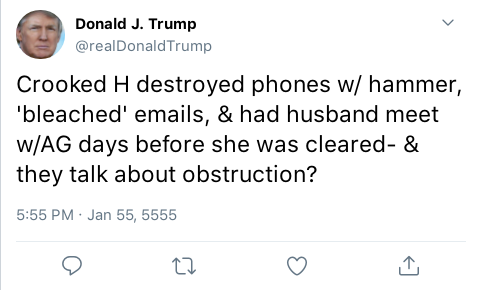 Donald J. Trump
@realDonaldTrump
Crooked H destroyed phones w/ hammer,
'bleached' emails, & had husband meet
w/AG days before she was cleared- &
they talk about obstruction?
5:55 PM · Jan 55, 5555